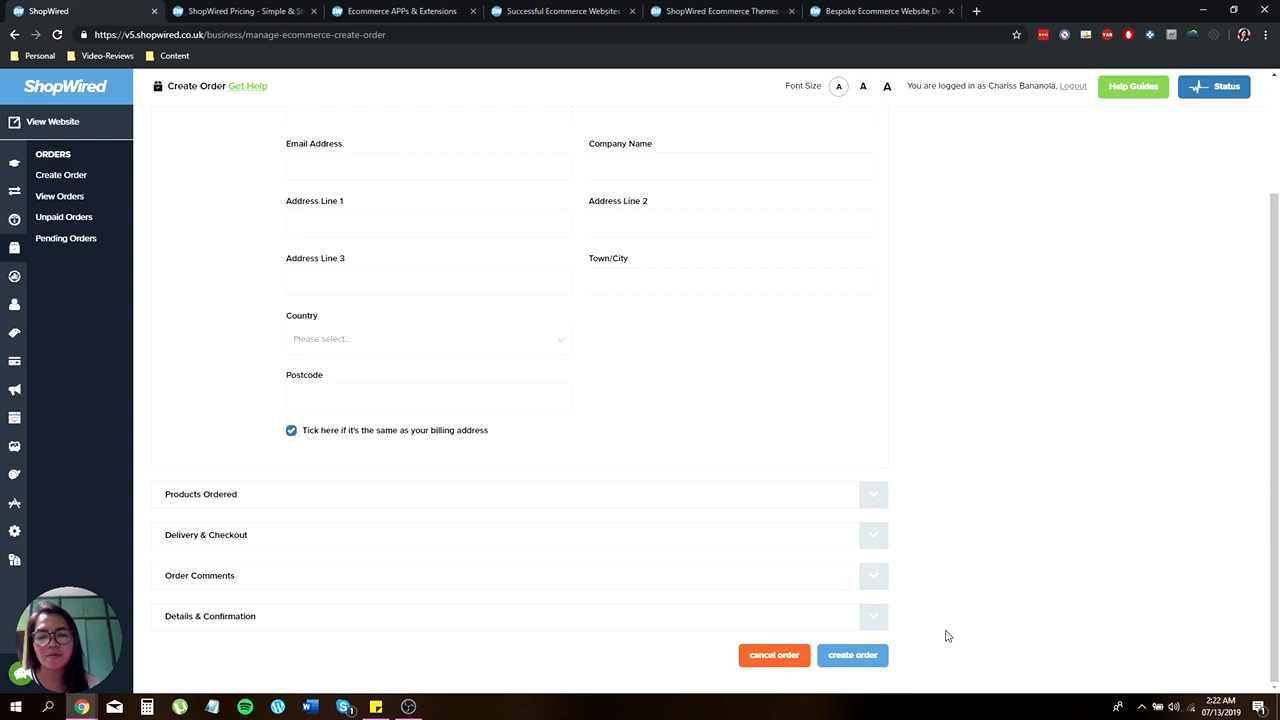 ShopWired Pricing & Sim
Ecommerce APPs & Extensions
Successful Ecommerce Websites
ShopWired Ecommerce Themes
Bespoke Ecommerce Website De
https://v5.shopwired.co.uk/business/manage-ecommerce-create-order
Personal
Video-Reviews
Content
ShopWired
Create Order Get Help
Font Size A A A
You are logged in as Chariss Bananola, Logout
Help Guides
Status
View Website
ORDERS
Create Order
View Orders
Unpaid Orders
Pending Orders
Email Address
Company Name
Address Line 1
Address Line 2
Address Line 3
Town/City
Country
Please select...
Postcode
Tick here if it's the same as your billing address
Products Ordered
Delivery & Checkout
Order Comments
Details & Confirmation
cancel order
create order
2:22 AM
07/13/2019